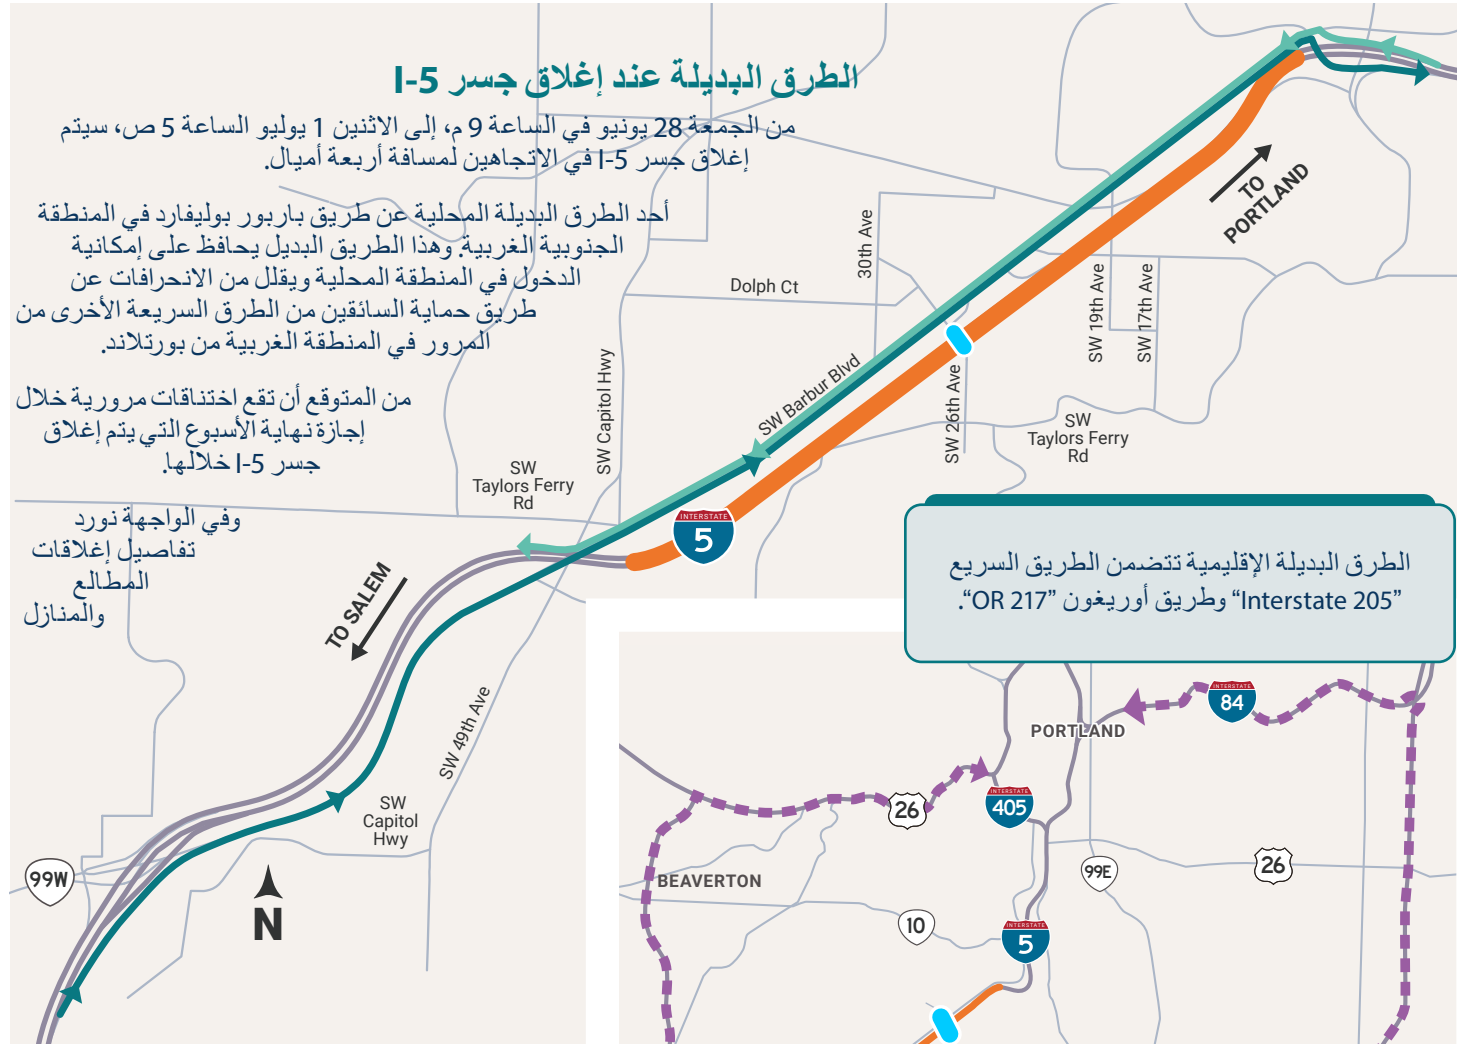 الطرق البديلة عند إغلاق جسر I-5
من الجمعة 28 يونيو في الساعة 9 م، إلى الاثنين 1 يوليو الساعة 5 ص، سيتم
إغلاق جسر I-5 في الاتجاهين لمسافة أربعة أميال.
أحد الطرق البديلة المحلية عن طريق باربور بوليفارد في المنطقة
الجنوبية الغربية. وهذا الطريق البديل يحافظ على إمكانية
الدخول في المنطقة المحلية ويقلل من الانحرافات عن
طريق حماية السائقين من الطرق السريعة الأخرى من
المرور في المنطقة الغربية من بورتلاند.
من المتوقع أن تقع اختناقات مرورية خلال
إجازة نهاية الأسبوع التي يتم إغلاق
جسر I-5 خلالها.
وفي الواجهة نورد
تفاصيل إغلاقات
المطالع
والمنازل
TO
PORTLAND
30th Ave
Dolph Ct
SW 19th Ave
SW 17th Ave
SW Barbur Blvd
SW Capitol Hwy
SW 26th Ave
SW
Taylors Ferry
Rd
SW
Taylors Ferry
Rd
INTERSTATE
5
TO SALEM
SW 49th Ave
SW
Capitol
Hwy
99W
N
الطرق البديلة الإقليمية تتضمن الطريق السريع
"Interstate 205" وطريق أوريغون "OR 217".
INTERSTATE
84
PORTLAND
26
INTERSTATE
405
99E
26
BEAVERTON
10
INTERSTATE
5